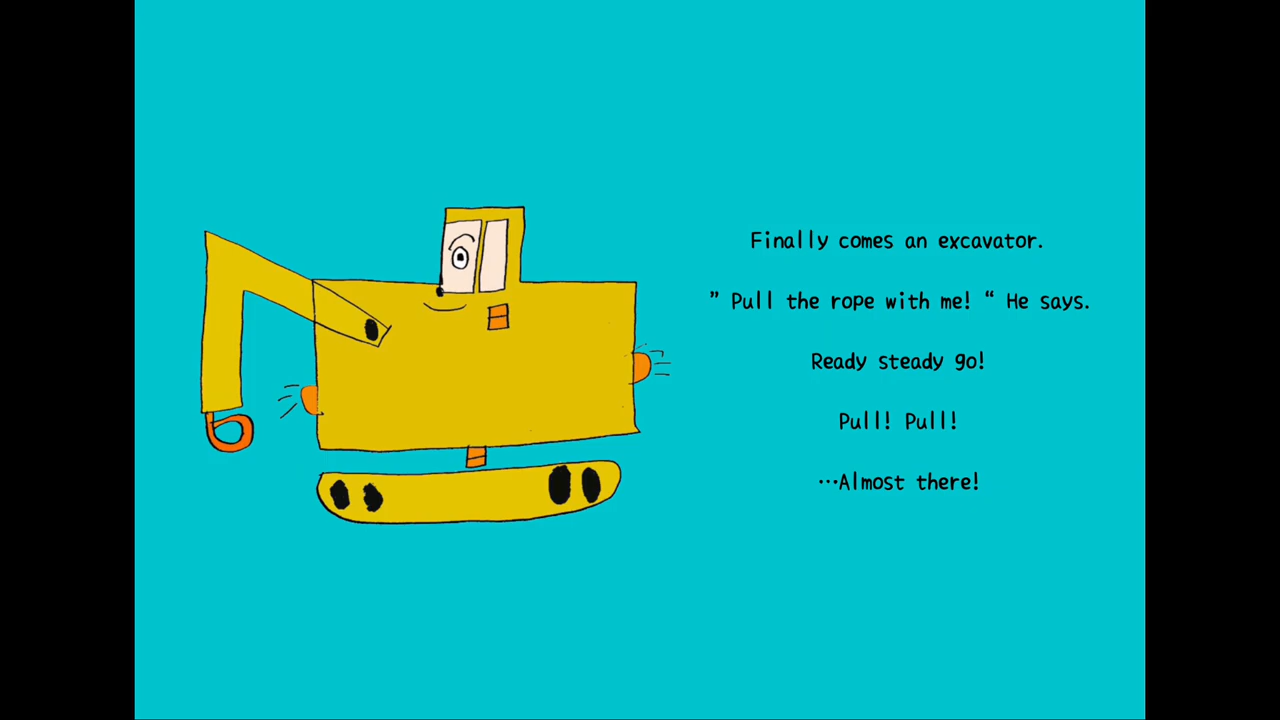 Finally comes an excavator.
” Pull the rope with me! “ He says.
Ready steady go!
Pull! Pull!
…Almost there!